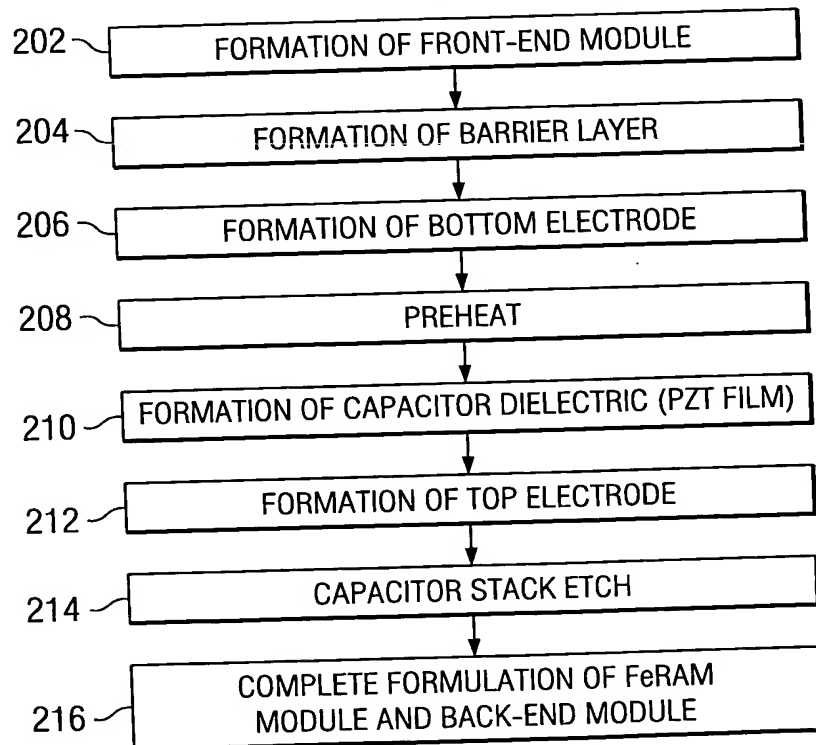 202 FORMATION OF FRONT-END MODULE
204 FORMATION OF BARRIER LAYER
206 FORMATION OF BOTTOM ELECTRODE
208 PREHEAT
210 FORMATION OF CAPACITOR DIELECTRIC (PZT FILM)
212 FORMATION OF TOP ELECTRODE
214 CAPACITOR STACK ETCH
216 COMPLETE FORMULATION OF FeRAM
MODULE AND BACK-END MODULE